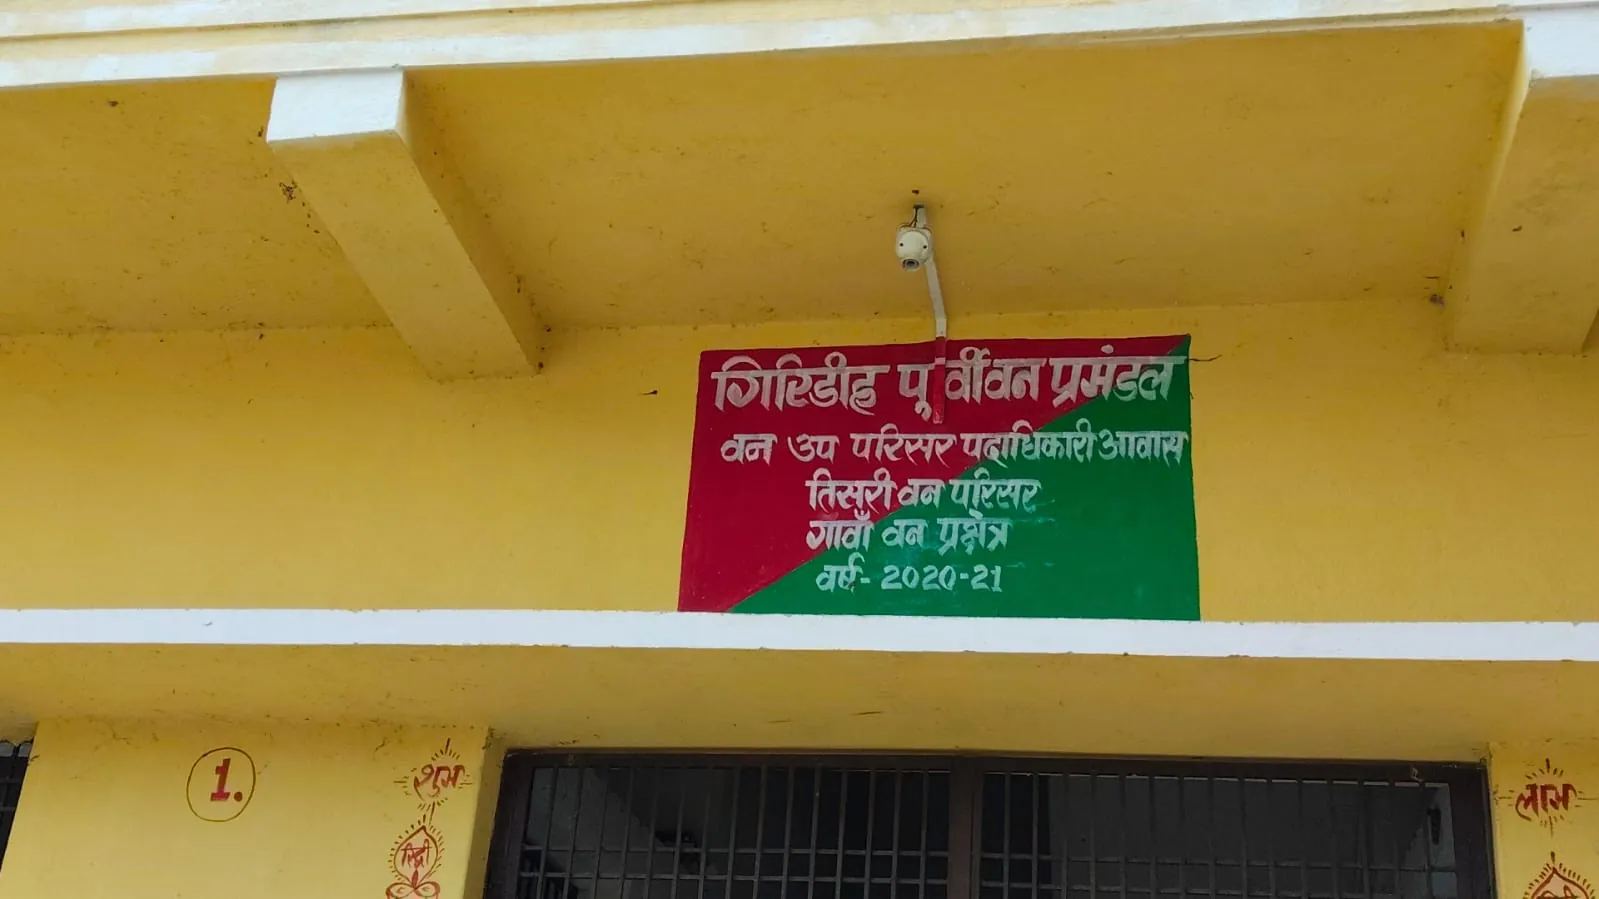 गिरिडीह पूर्वी वन प्रमंडल
वन उप परिसर पदाधिकारी आवास
तिसरी वन परिसर
गावाँ वन प्रक्षेत्र
वर्ष- 2020-21
1.
शुभ
लाभ